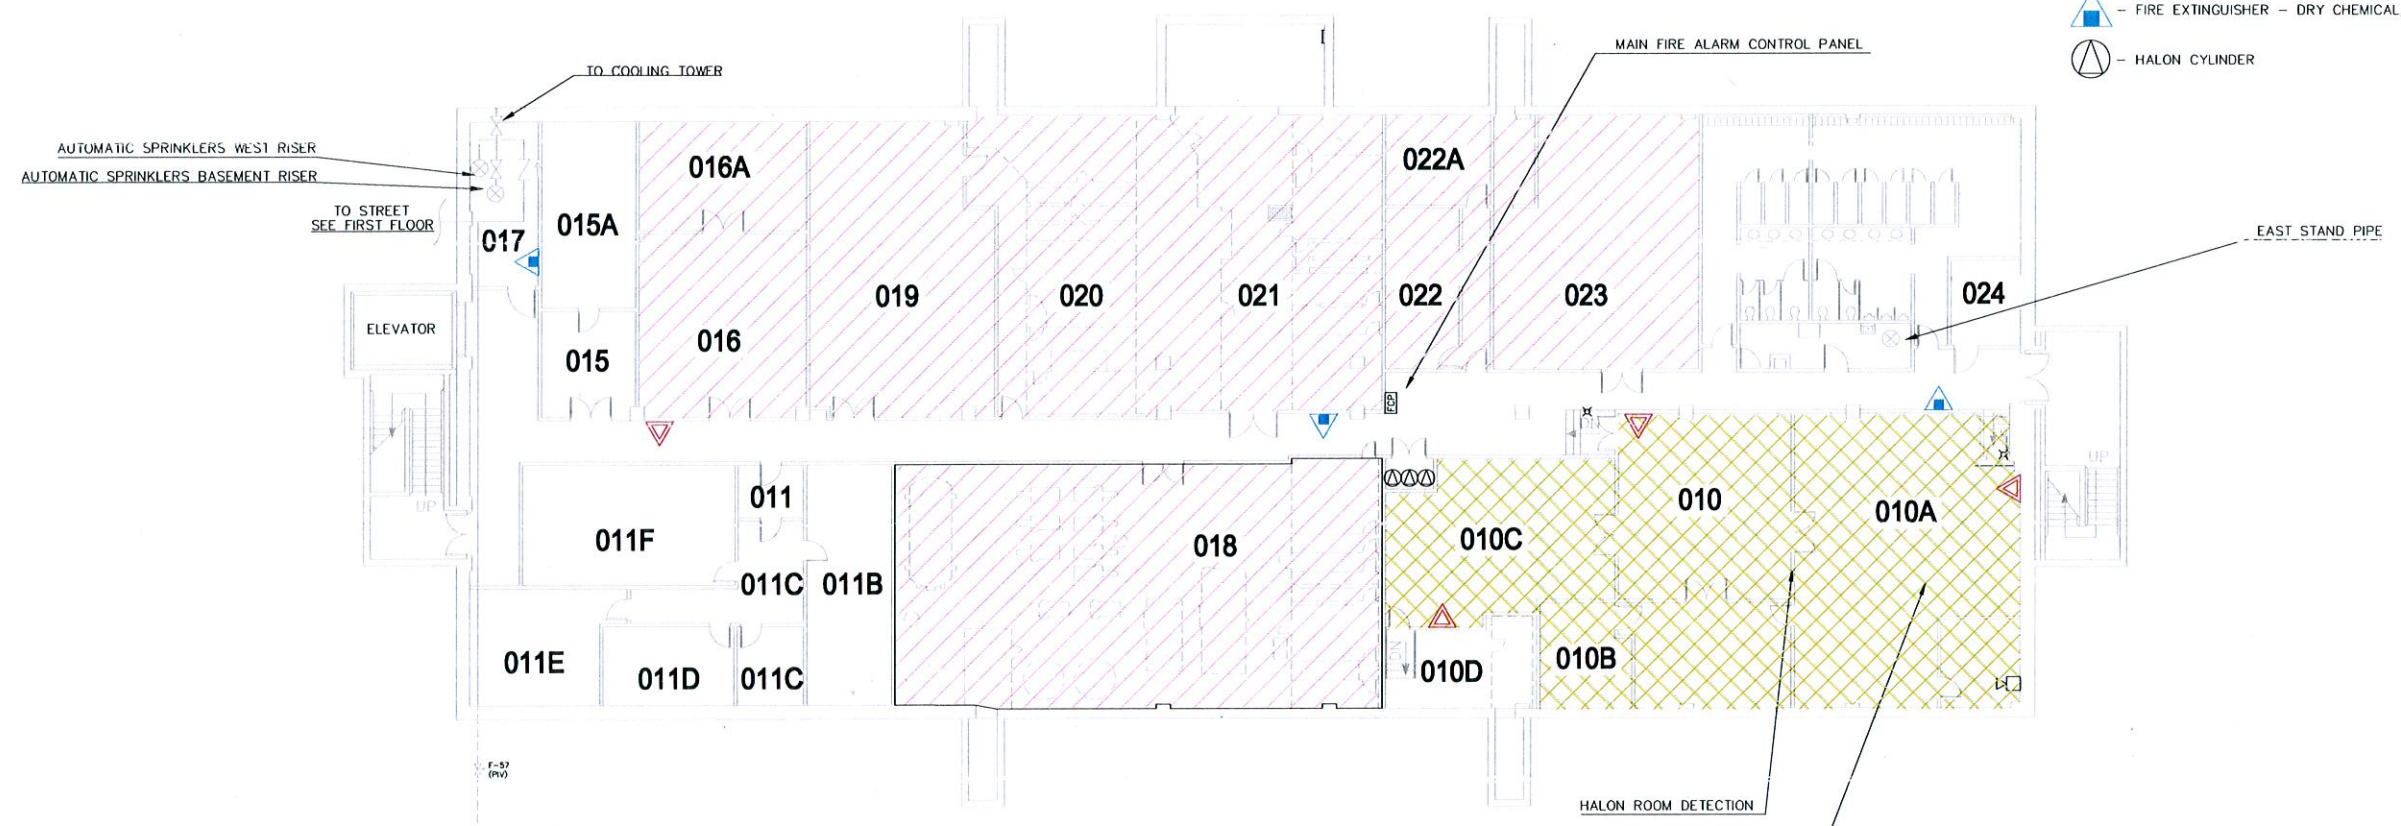 - FIRE EXTINGUISHER - DRY CHEMICAL
MAIN FIRE ALARM CONTROL PANEL
- HALON CYLINDER
TO COOLING TOWER
AUTOMATIC SPRINKLERS WEST RISER
AUTOMATIC SPRINKLERS BASEMENT RISER
TO STREET
SEE FIRST FLOOR
016A
022A
015A
017
EAST STAND PIPE
019
020
021
022
023
024
ELEVATOR
016
015
FCP
UP
011
010
010A
UP
011F
018
010C
011C
011B
011E
011D
011C
010D
DN
010B
F-57
(PIV)
HALON ROOM DETECTION